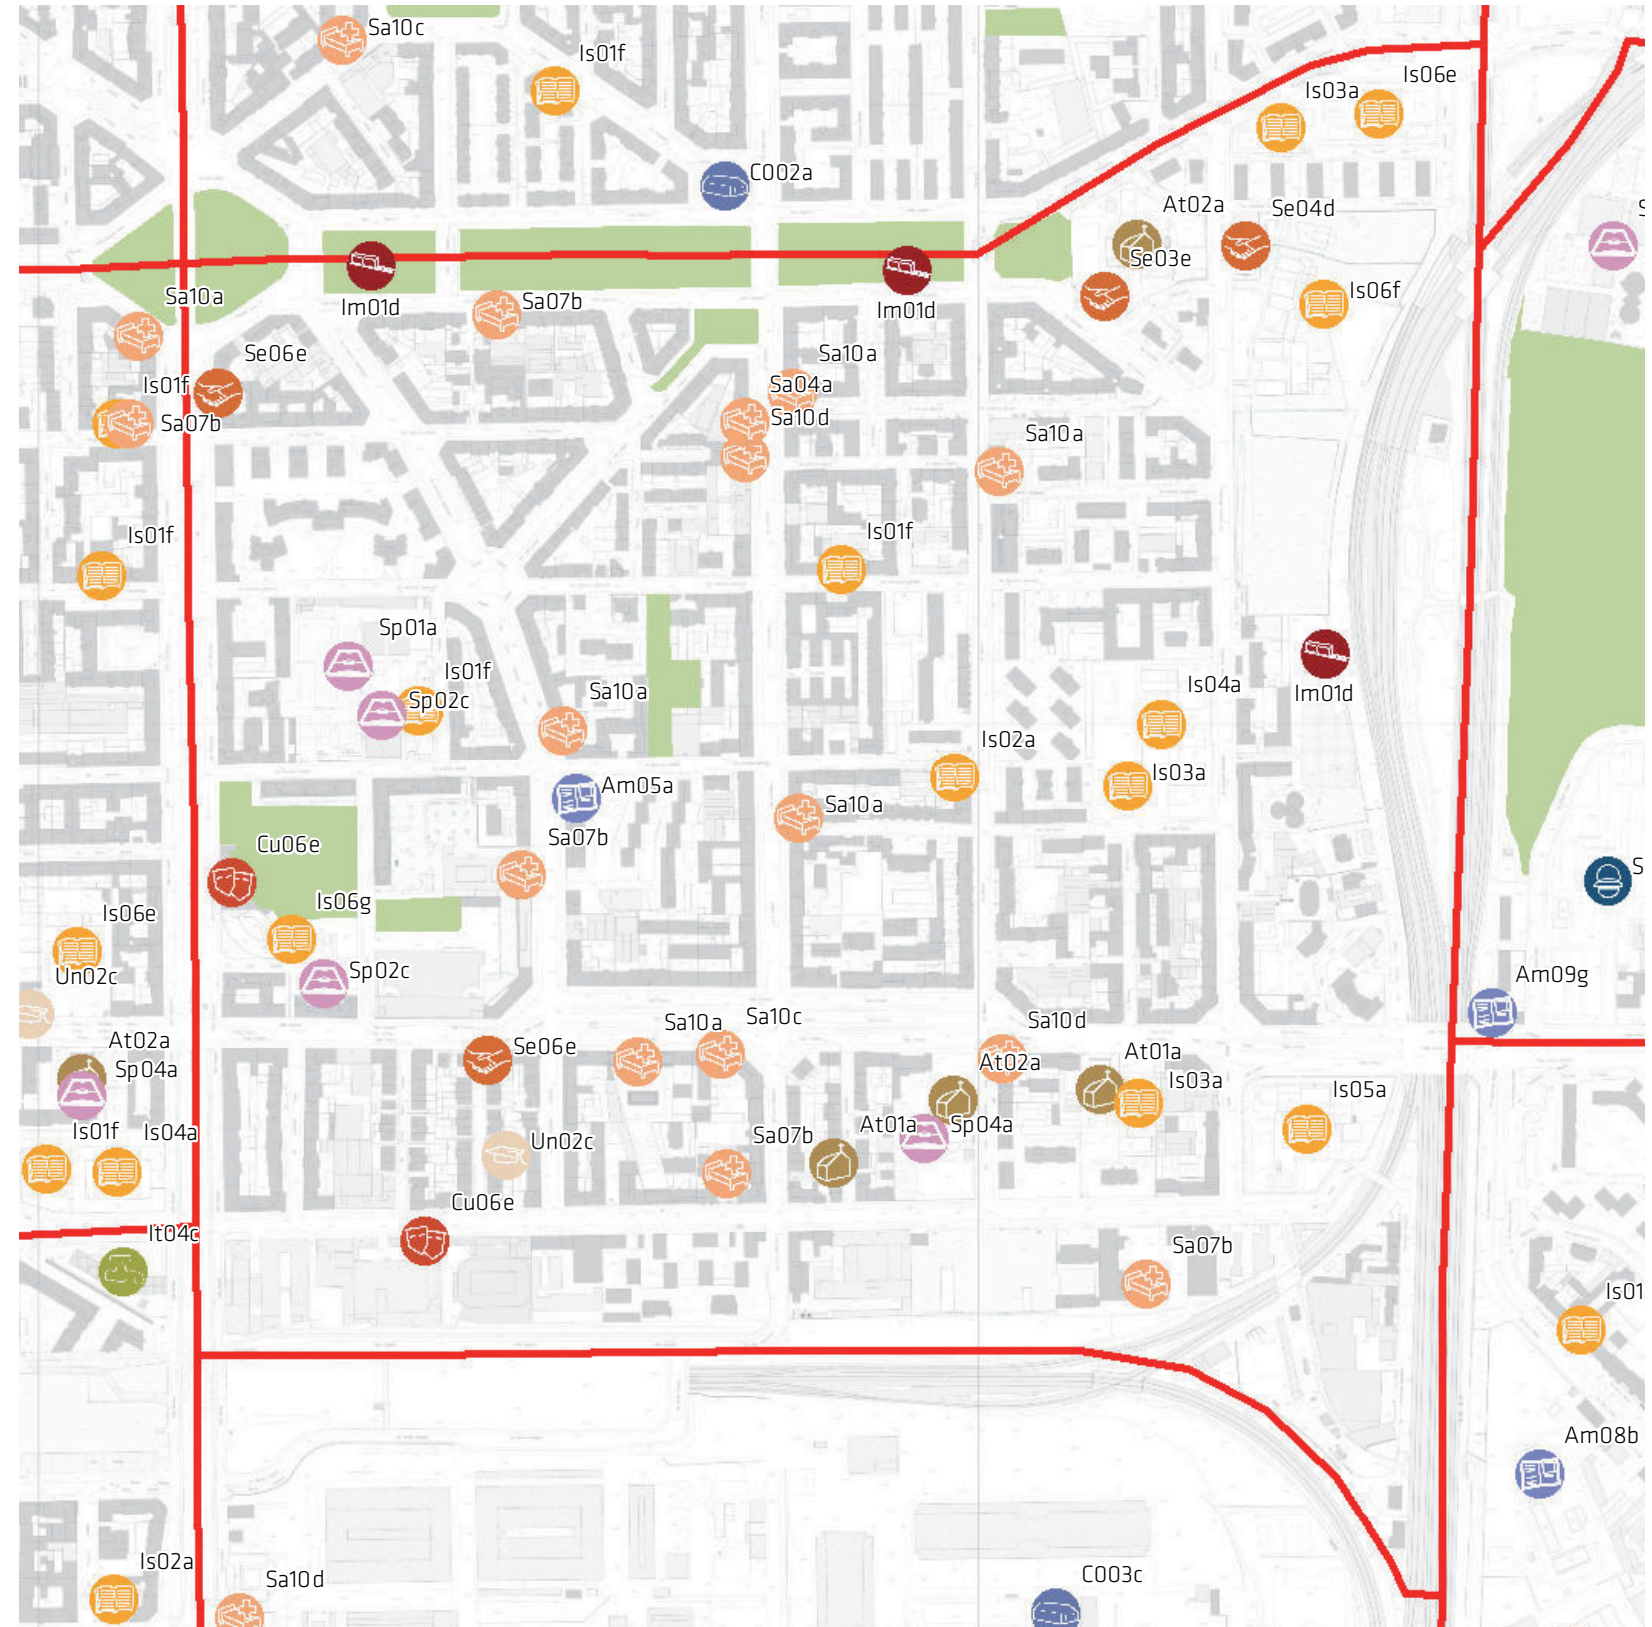 Sa10c
Is01f
Is06e
Is03a
C002a
At02a
Se04d
Se03e
Is06f
Sa10a
Im01d
Sa07b
Im01d
Se06e
Sa10a
Is01f
Sa04a
Sa07b
Sa10d
Sa10a
Is01f
Is01f
Sp01a
Is01f
Sp02c
Sa10a
Is04a
Im01d
Is02a
Is03a
Am05a
Sa10a
Sa07b
Cu06e
Is06g
Is06e
Un02c
Sp02c
Am09g
Sa10a
Sa10c
Sa10d
At02a
Se06e
At01a
Sp04a
At02a
Is03a
Is05a
Is01f
Is04a
Un02c
Sa07b
At01a
Sp04a
Cu06e
It04c
Sa07b
Is01
Am08b
Is02a
Sa10d
C003c